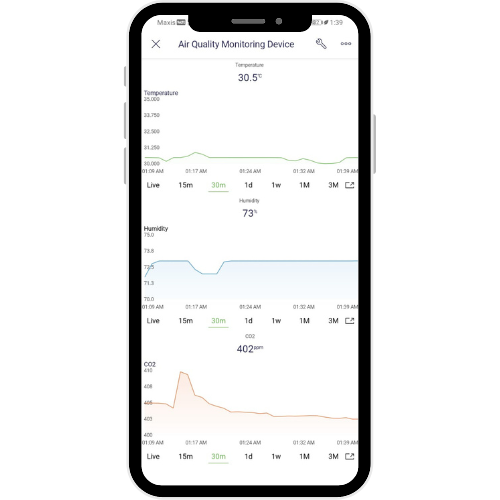 Maxis 1:39
Air Quality Monitoring Device
Temperature
30.5°C
Temperature
35.000
33.750
32.500
31.250
30.000
01:09 AM 01:17 AM 01:24 AM 01:32 AM 01:39 AM
Live 15m 30m 1d 1w 1M 3M
Humidity
73%
Humidity
75.0
73.8
72.5
71.3
70.0
01:09 AM 01:17 AM 01:24 AM 01:32 AM 01:39 AM
Live 15m 30m 1d 1w 1M 3M
CO2
402ppm
CO2
410
408
405
403
400
01:09 AM 01:17 AM 01:24 AM 01:32 AM 01:39 AM
Live 15m 30m 1d 1w 1M 3M